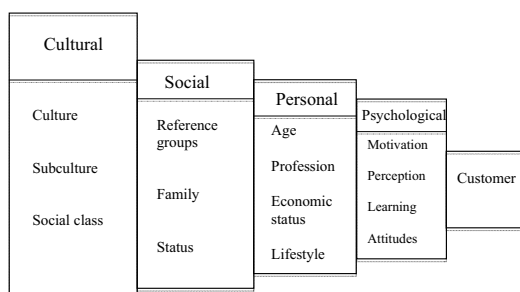 Cultural
Culture
Subculture
Social class
Social
Reference
groups
Family
Status
Personal
Age
Profession
Economic
status
Lifestyle
Psychological
Motivation
Perception
Learning
Attitudes
Customer